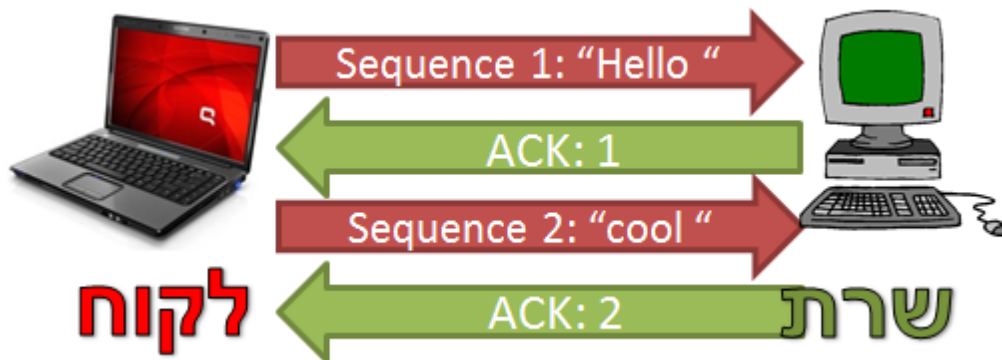 Sequence 1: “Hello “
ACK: 1
Sequence 2: “cool “
ACK: 2
לקוח
שרת